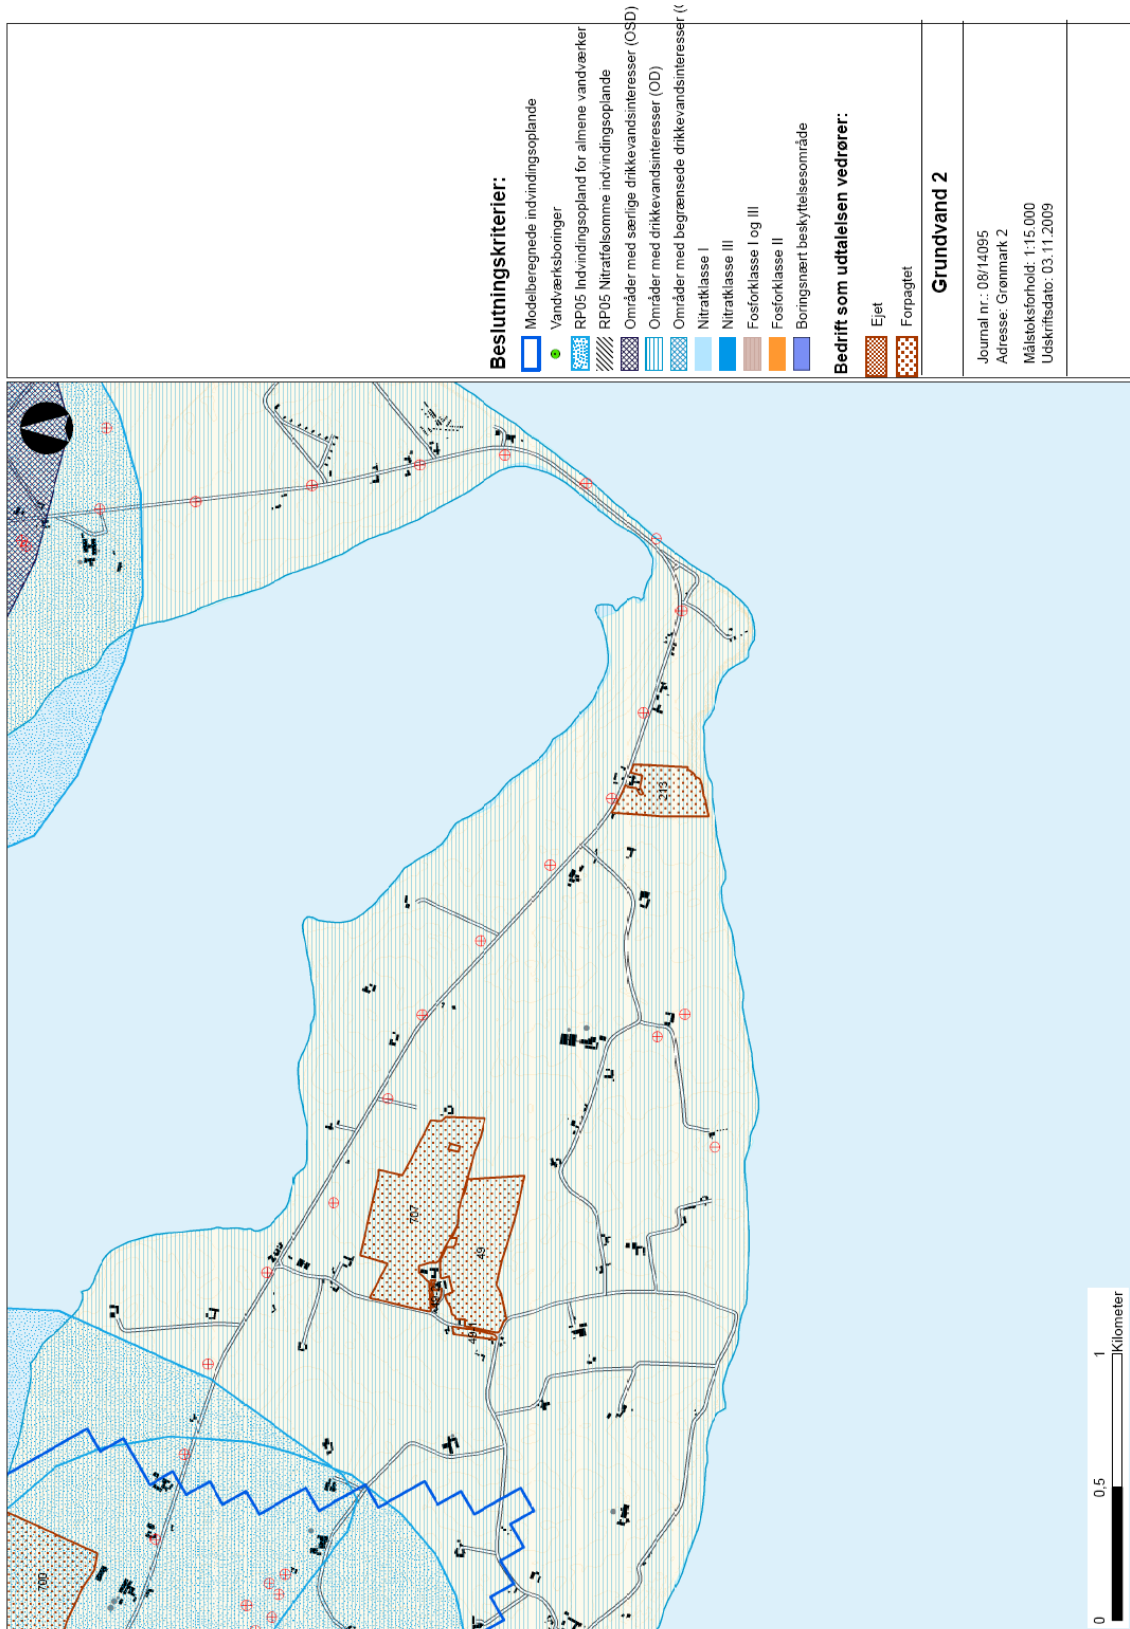 Beslutningskriterier:
Modelberegnede indvindingsoplande
Vandværksboringer
RP05 Indvindingsopland for almene vandværker
RP05 Nitratfølsomme indvindingsoplande
Områder med særlige drikkevandsinteresser (OSD)
Områder med drikkevandsinteresser (OD)
Områder med begrænsede drikkevandsinteresser (
Nitratklasse I
Nitratklasse III
Fosforklasse I og III
Fosforklasse II
Boringsnært beskyttelsesområde
Bedrift som udtalelsen vedrører:
Ejet
Forpagtet
Grundvand 2
Journal nr.: 08/14095
Adresse: Grønmark 2
Målstoksforhold: 1:15.000
Udskriftsdato: 03.11.2009
700
707
49
213
0 0,5 1
Kilometer